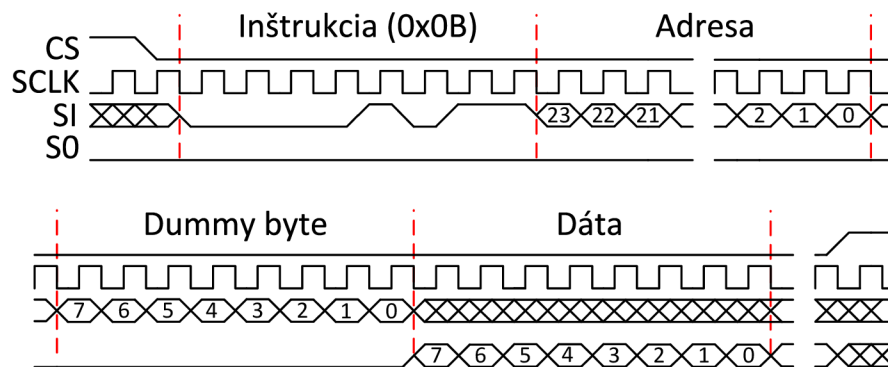 Inštrukcia (0x0B) Adresa
CS
SCLK
SI 23 22 21 2 1 0
S0
Dummy byte Dáta
7 6 5 4 3 2 1 0
7 6 5 4 3 2 1 0